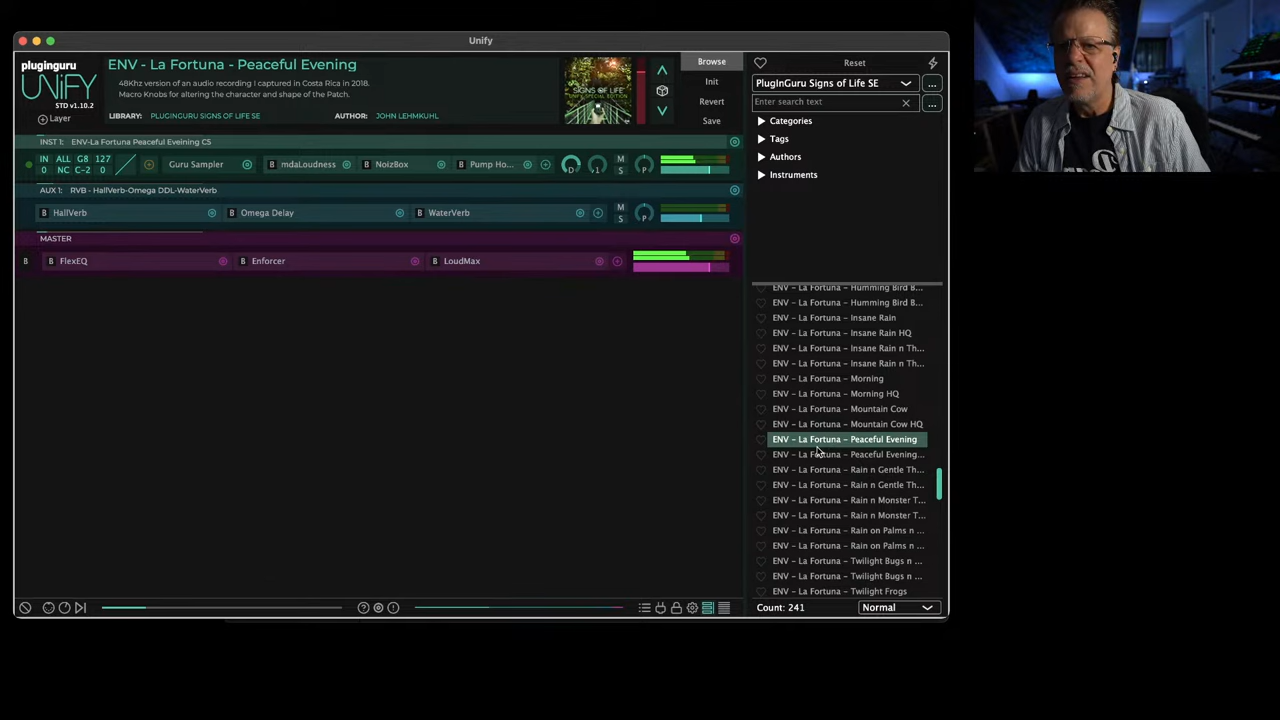 Unify
pluginguru
UNIFY
STD v1.10.2
Layer
ENV - La Fortuna - Peaceful Evening
48Khz version of an audio recording I captured in Costa Rica in 2018.
Macro Knobs for altering the character and shape of the Patch.
LIBRARY: PLUGINGURU SIGNS OF LIFE SE AUTHOR: JOHN LEHMKUHL
SIGNS OF LIFE
Browse
Init
Revert
Save
INST 1: ENV-La Fortuna Peaceful Eveining C5
IN ALL G8 127
0 NC C-2 0
Guru Sampler
mdaLoudness
NoizBox
Pump Ho...
D
1
M
S
P
AUX 1: RVB - HallVerb-Omega DDL-WaterVerb
B HallVerb
B Omega Delay
B WaterVerb
M
S
P
MASTER
B
B FlexEQ
B Enforcer
B LoudMax
Reset
PlugInGuru Signs of Life SE
...
Enter search text
...
Categories
Tags
Authors
Instruments
ENV - La Fortuna - Humming Bird B...
ENV - La Fortuna - Humming Bird B...
ENV - La Fortuna - Insane Rain
ENV - La Fortuna - Insane Rain HQ
ENV - La Fortuna - Insane Rain n Th...
ENV - La Fortuna - Insane Rain n Th...
ENV - La Fortuna - Morning
ENV - La Fortuna - Morning HQ
ENV - La Fortuna - Mountain Cow
ENV - La Fortuna - Mountain Cow HQ
ENV - La Fortuna - Peaceful Evening
ENV - La Fortuna - Peaceful Evening...
ENV - La Fortuna - Rain n Gentle Th...
ENV - La Fortuna - Rain n Gentle Th...
ENV - La Fortuna - Rain n Monster T...
ENV - La Fortuna - Rain n Monster T...
ENV - La Fortuna - Rain on Palms n ...
ENV - La Fortuna - Rain on Palms n ...
ENV - La Fortuna - Twilight Bugs n ...
ENV - La Fortuna - Twilight Bugs n ...
ENV - La Fortuna - Twilight Frogs
Count: 241
Normal